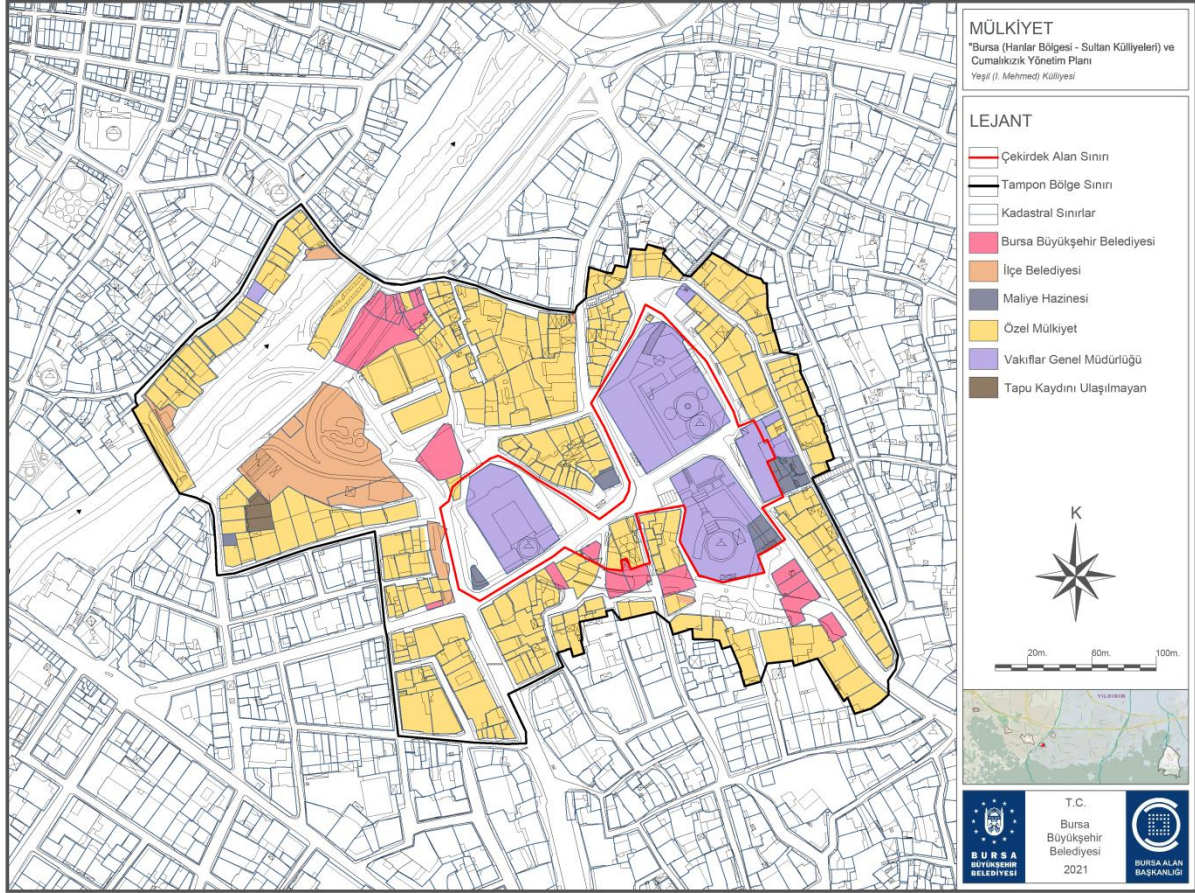 MÜLKİYET
"Bursa (Hanlar Bölgesi - Sultan Külliyeleri) ve
Cumalıkızık Yönetim Planı
Yeşil (I. Mehmed) Külliyesi
LEJANT
Çekirdek Alan Sınırı
Tampon Bölge Sınırı
Kadastral Sınırlar
Bursa Büyükşehir Belediyesi
İlçe Belediyesi
Maliye Hazinesi
Özel Mülkiyet
Vakıflar Genel Müdürlüğü
Tapu Kaydını Ulaşılmayan
K
20m. 60m. 100m.
YILDIRIM
BURSA
BÜYÜKŞEHİR
BELEDİYESİ
T.C.
Bursa
Büyükşehir
Belediyesi
2021
BURSA ALAN
BAŞKANLIĞI